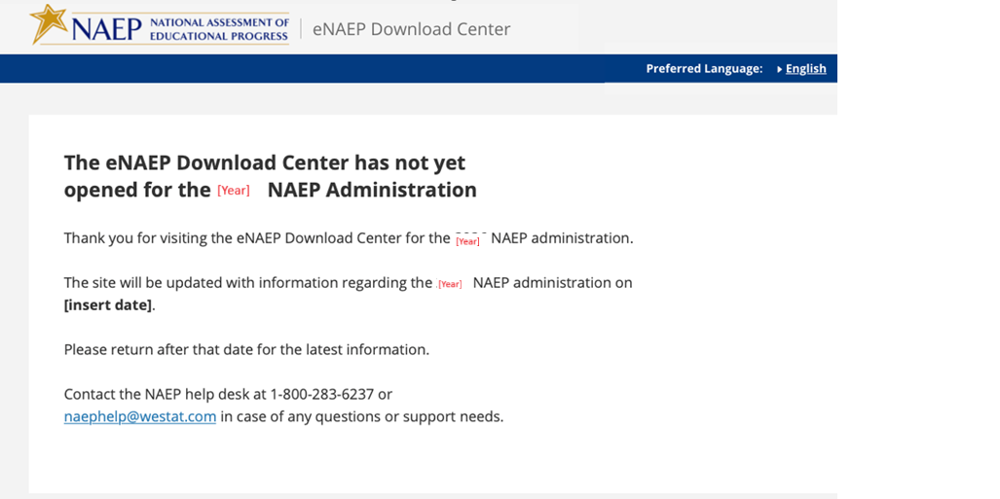 NAEP NATIONAL ASSESSMENT OF
EDUCATIONAL PROGRESS
eNAEP Download Center
Preferred Language: English
The eNAEP Download Center has not yet
opened for the [Year] NAEP Administration
Thank you for visiting the eNAEP Download Center for the [Year] NAEP administration.
The site will be updated with information regarding the [Year] NAEP administration on
[insert date].
Please return after that date for the latest information.
Contact the NAEP help desk at 1-800-283-6237 or
naephelp@westat.com in case of any questions or support needs.